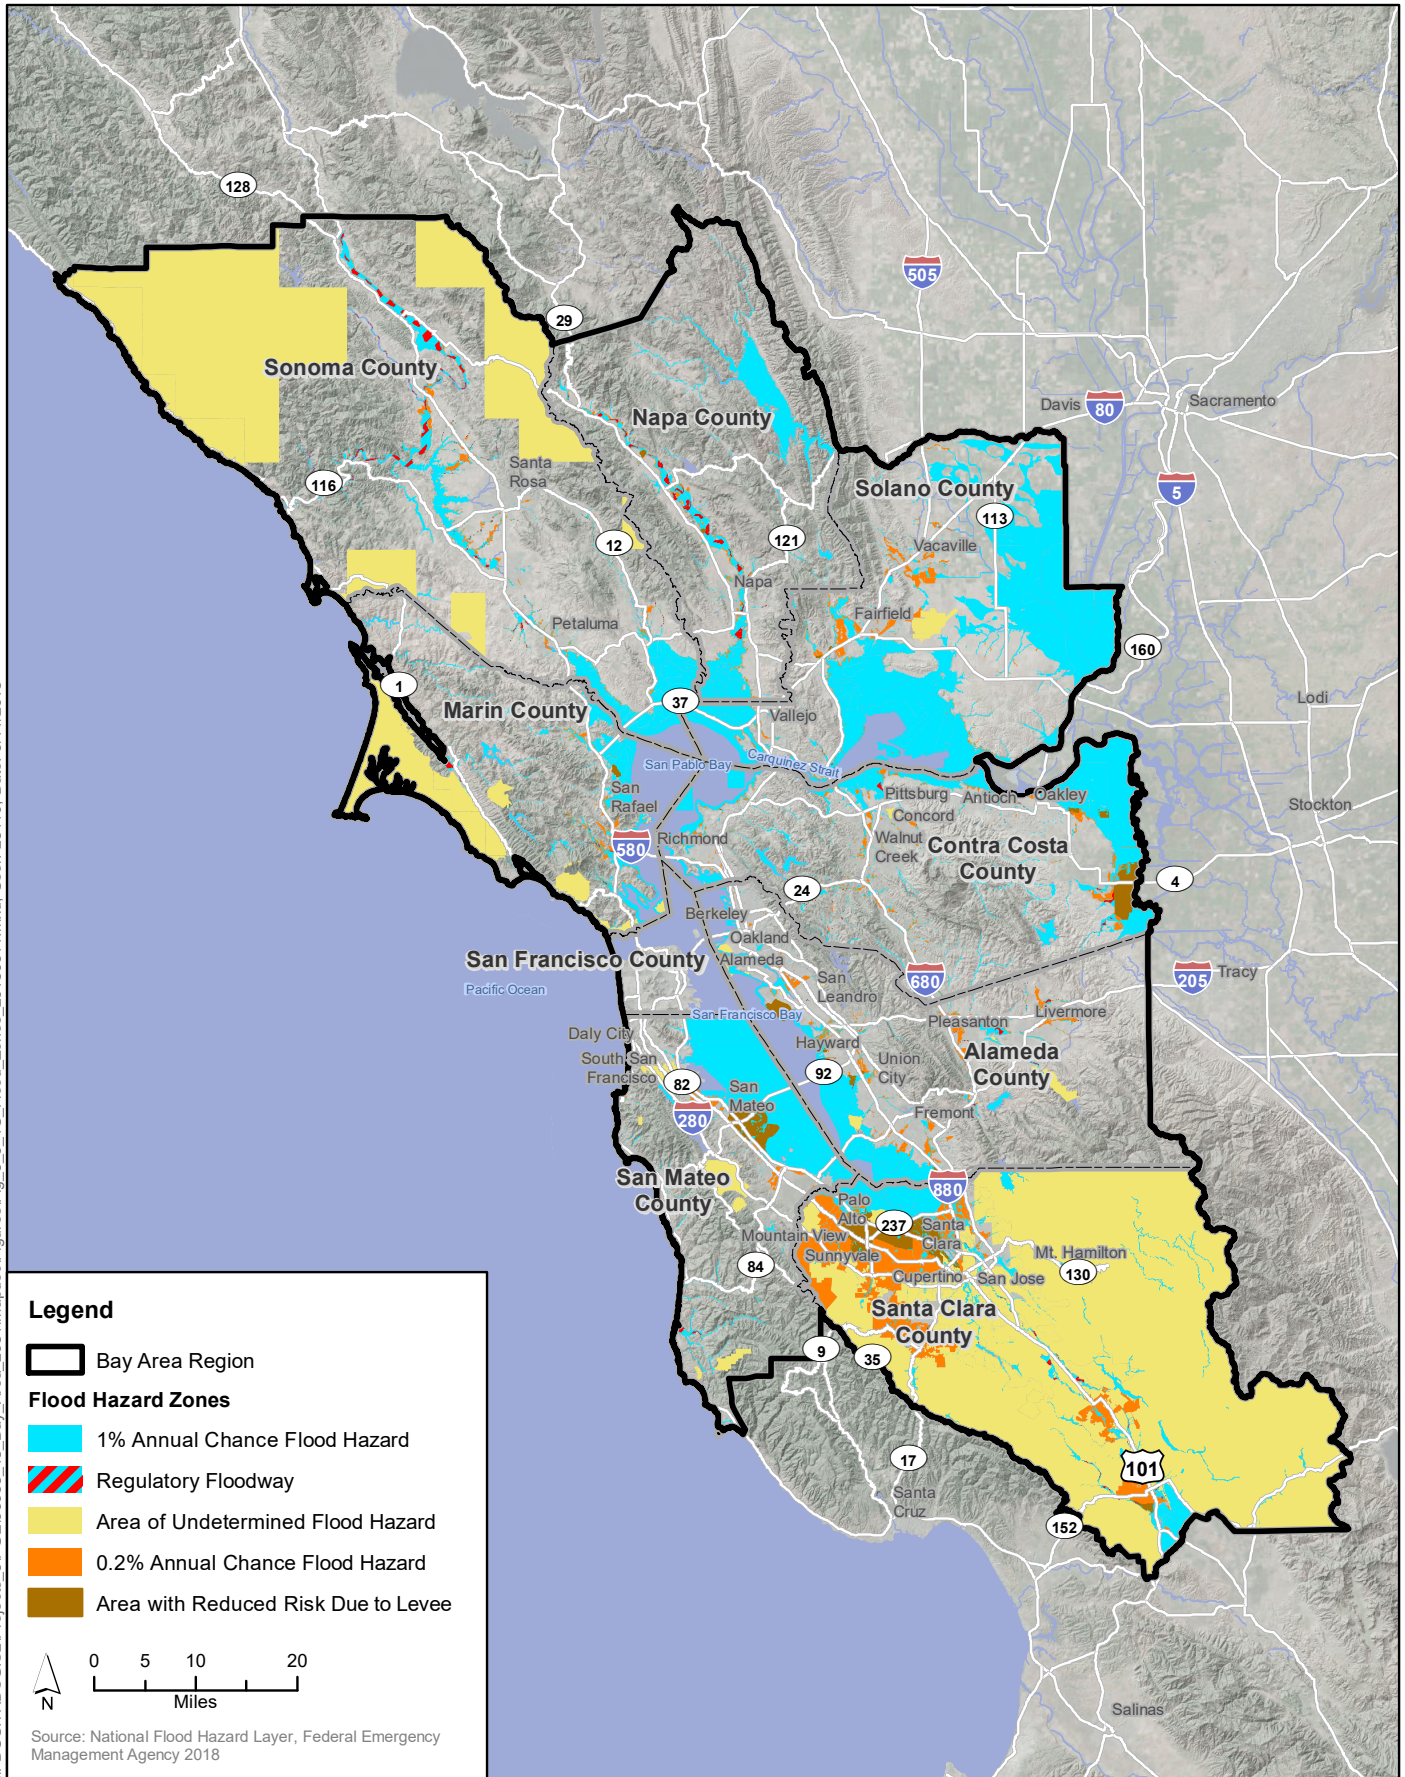 128
505
29
Sonoma County
Napa County
Davis
80
Sacramento
Santa
Rosa
116
Solano County
5
113
12
121
Vacaville
Napa
Petaluma
Fairfield
160
1
37
Lodi
Marin County
Vallejo
San Pablo Bay
Carquinez Strait
San
Rafael
Pittsburg
Antioch
Oakley
Concord
Stockton
580
Richmond
Walnut
Creek
Contra Costa
County
24
4
Berkeley
Oakland
San Francisco County
Alameda
San
Leandro
680
205
Tracy
Pacific Ocean
San Francisco Bay
Pleasanton
Livermore
Daly City
Hayward
Alameda
County
South San
Francisco
82
San
Mateo
92
Union
City
280
Fremont
San Mateo
County
880
Palo
Alto
237
Santa
Clara
Mountain View
Sunnyvale
Mt. Hamilton
84
130
Cupertino
San Jose
Santa Clara
County
9
35
17
101
Santa
Cruz
152
Salinas
Legend
Bay Area Region
Flood Hazard Zones
1% Annual Chance Flood Hazard
Regulatory Floodway
Area of Undetermined Flood Hazard
0.2% Annual Chance Flood Hazard
Area with Reduced Risk Due to Levee
0 5 10 20
Miles
N
Source: National Flood Hazard Layer, Federal Emergency
Management Agency 2018